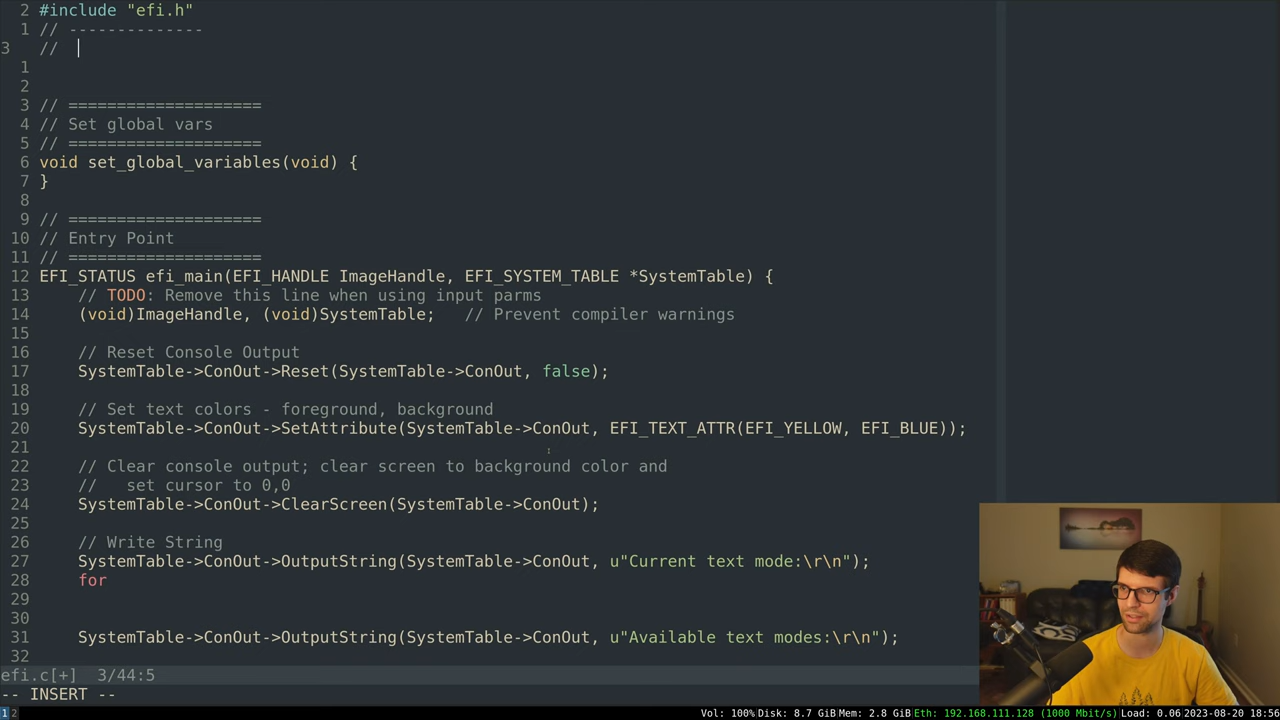 2 #include "efi.h"
1 // --------------
3 //
1
2
3 // ====================
4 // Set global vars
5 // ====================
6 void set_global_variables(void) {
7 }
8
9 // ====================
10 // Entry Point
11 // ====================
12 EFI_STATUS efi_main(EFI_HANDLE ImageHandle, EFI_SYSTEM_TABLE *SystemTable) {
13     // TODO: Remove this line when using input parms
14     (void)ImageHandle, (void)SystemTable;   // Prevent compiler warnings
15
16     // Reset Console Output
17     SystemTable->ConOut->Reset(SystemTable->ConOut, false);
18
19     // Set text colors - foreground, background
20     SystemTable->ConOut->SetAttribute(SystemTable->ConOut, EFI_TEXT_ATTR(EFI_YELLOW, EFI_BLUE));
21
22     // Clear console output; clear screen to background color and
23     //   set cursor to 0,0
24     SystemTable->ConOut->ClearScreen(SystemTable->ConOut);
25
26     // Write String
27     SystemTable->ConOut->OutputString(SystemTable->ConOut, u"Current text mode:\r\n");
28     for
29
30
31     SystemTable->ConOut->OutputString(SystemTable->ConOut, u"Available text modes:\r\n");
32
efi.c[+]  3/44:5
-- INSERT --
1 2 Vol: 100% Disk: 8.7 GiB Mem: 2.8 GiB Eth: 192.168.111.128 (1000 Mbit/s) Load: 0.06 2023-08-20 18:56